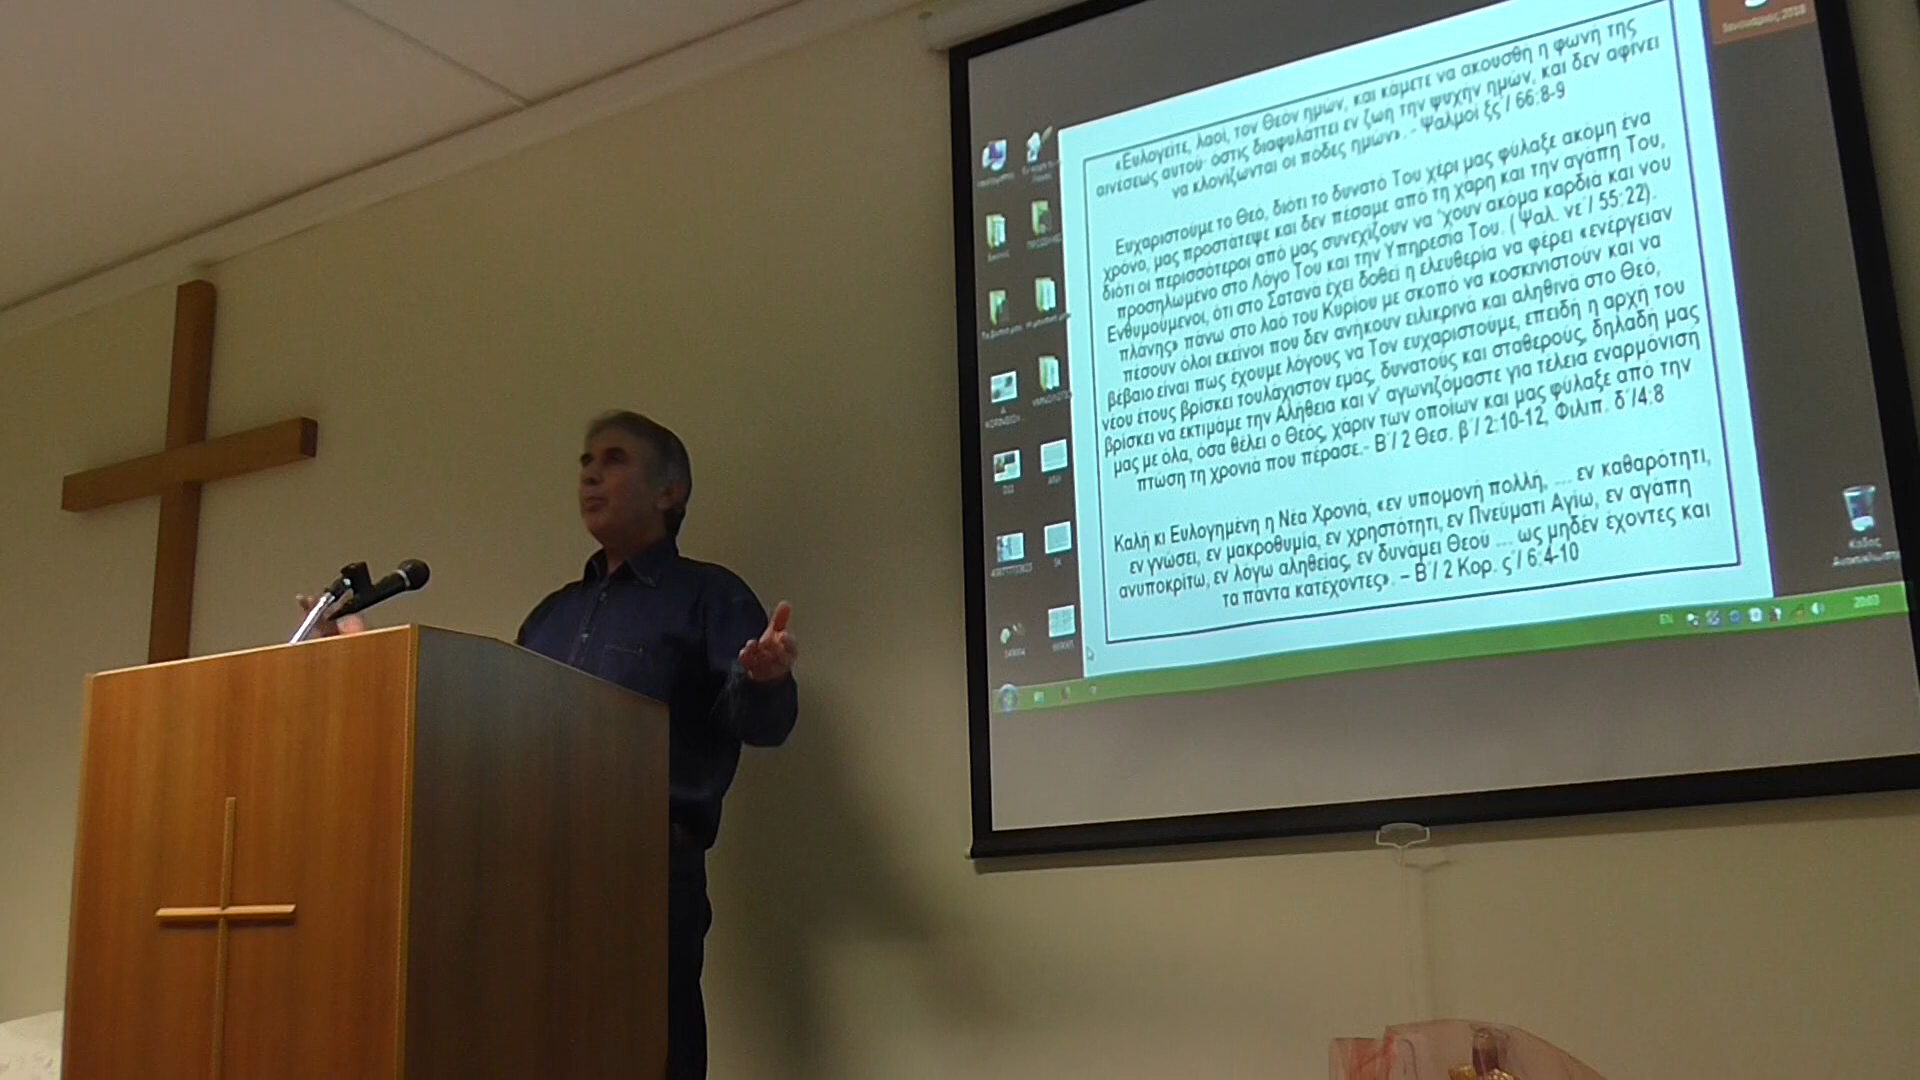 Ιανουάριος 2018
«Ευλογείτε, λαοί, τον Θεόν ημών, και κάμετε να ακουσθή η φωνή της
αινέσεως αυτού· όστις διαφυλάττει εν ζωή την ψυχήν ημών, και δεν αφίνει
να κλονίζωνται οι πόδες ημών». - Ψαλμοί ξς΄/ 66:8-9
Ευχαριστούμε το Θεό, διότι το δυνατό Του χέρι μας φύλαξε ακόμη ένα
χρόνο, μας προστάτεψε και δεν πέσαμε από τη χάρη και την αγάπη Του,
διότι οι περισσότεροι από μας συνεχίζουν να ΄χουν ακόμα καρδιά και νου
προσηλωμένο στο Λόγο Του και την Υπηρεσία Του. ( Ψαλ. νε΄/ 55:22).
Ενθυμούμενοι, ότι στο Σατανά έχει δοθεί η ελευθερία να φέρει «ενέργειαν
πλάνης» πάνω στο λαό του Κυρίου με σκοπό να κοσκινιστούν και να
πέσουν όλοι εκείνοι που δεν ανήκουν ειλικρινά και αληθινά στο Θεό,
βέβαιο είναι πως έχουμε λόγους να Τον ευχαριστούμε, επειδή η αρχή του
νέου έτους βρίσκει τουλάχιστον εμάς, δυνατούς και σταθερούς, δηλαδή μας
βρίσκει να εκτιμάμε την Αλήθεια και ν΄ αγωνιζόμαστε για τέλεια εναρμόνιση
μας με όλα, όσα θέλει ο Θεός, χάριν των οποίων και μας φύλαξε από την
πτώση τη χρονιά που πέρασε.- Β΄/ 2 Θεσ. β΄/ 2:10-12, Φιλιπ. δ΄/4:8
Καλή κι Ευλογημένη η Νέα Χρονιά, «εν υπομονή πολλή, ... εν καθαρότητι,
εν γνώσει, εν μακροθυμία, εν χρηστότητι, εν Πνεύματι Αγίω, εν αγάπη
ανυποκρίτω, εν λόγω αληθείας, εν δυνάμει Θεού ... ως μηδέν έχοντες και
τα πάντα κατέχοντες». – Β΄/ 2 Κορ. ς΄/ 6:4-10
Κάδος
EN
20:03